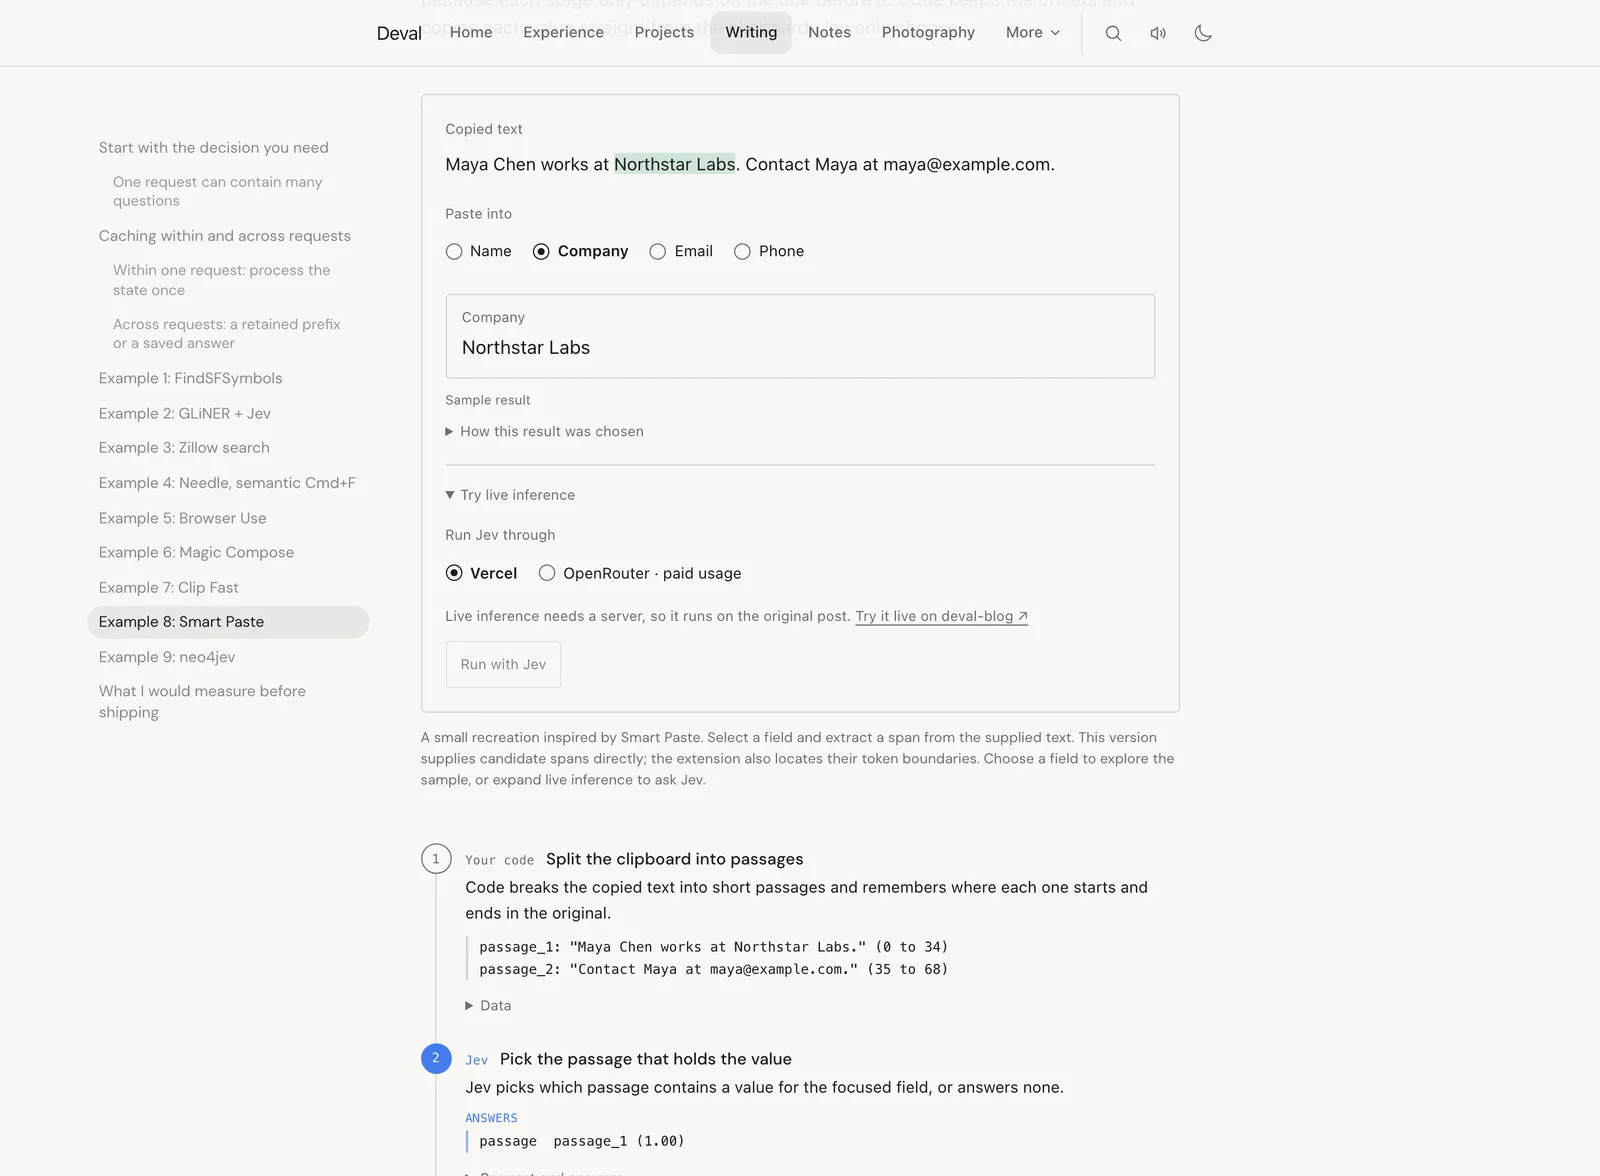 Deval
Home
Experience
Projects
Writing
Notes
Photography
More
Start with the decision you need
One request can contain many
questions
Caching within and across requests
Within one request: process the
state once
Across requests: a retained prefix
or a saved answer
Example 1: FindSFSymbols
Example 2: GLiNER + Jev
Example 3: Zillow search
Example 4: Needle, semantic Cmd+F
Example 5: Browser Use
Example 6: Magic Compose
Example 7: Clip Fast
Example 8: Smart Paste
Example 9: neo4jev
What I would measure before
shipping
Copied text
Maya Chen works at Northstar Labs. Contact Maya at maya@example.com.
Paste into
Name
Company
Email
Phone
Company
Northstar Labs
Sample result
How this result was chosen
Try live inference
Run Jev through
Vercel
OpenRouter · paid usage
Live inference needs a server, so it runs on the original post. Try it live on deval-blog ↗
Run with Jev
A small recreation inspired by Smart Paste. Select a field and extract a span from the supplied text. This version
supplies candidate spans directly; the extension also locates their token boundaries. Choose a field to explore the
sample, or expand live inference to ask Jev.
1 Your code Split the clipboard into passages
Code breaks the copied text into short passages and remembers where each one starts and
ends in the original.
passage_1: "Maya Chen works at Northstar Labs." (0 to 34)
passage_2: "Contact Maya at maya@example.com." (35 to 68)
Data
2 Jev Pick the passage that holds the value
Jev picks which passage contains a value for the focused field, or answers none.
ANSWERS
passage passage_1 (1.00)